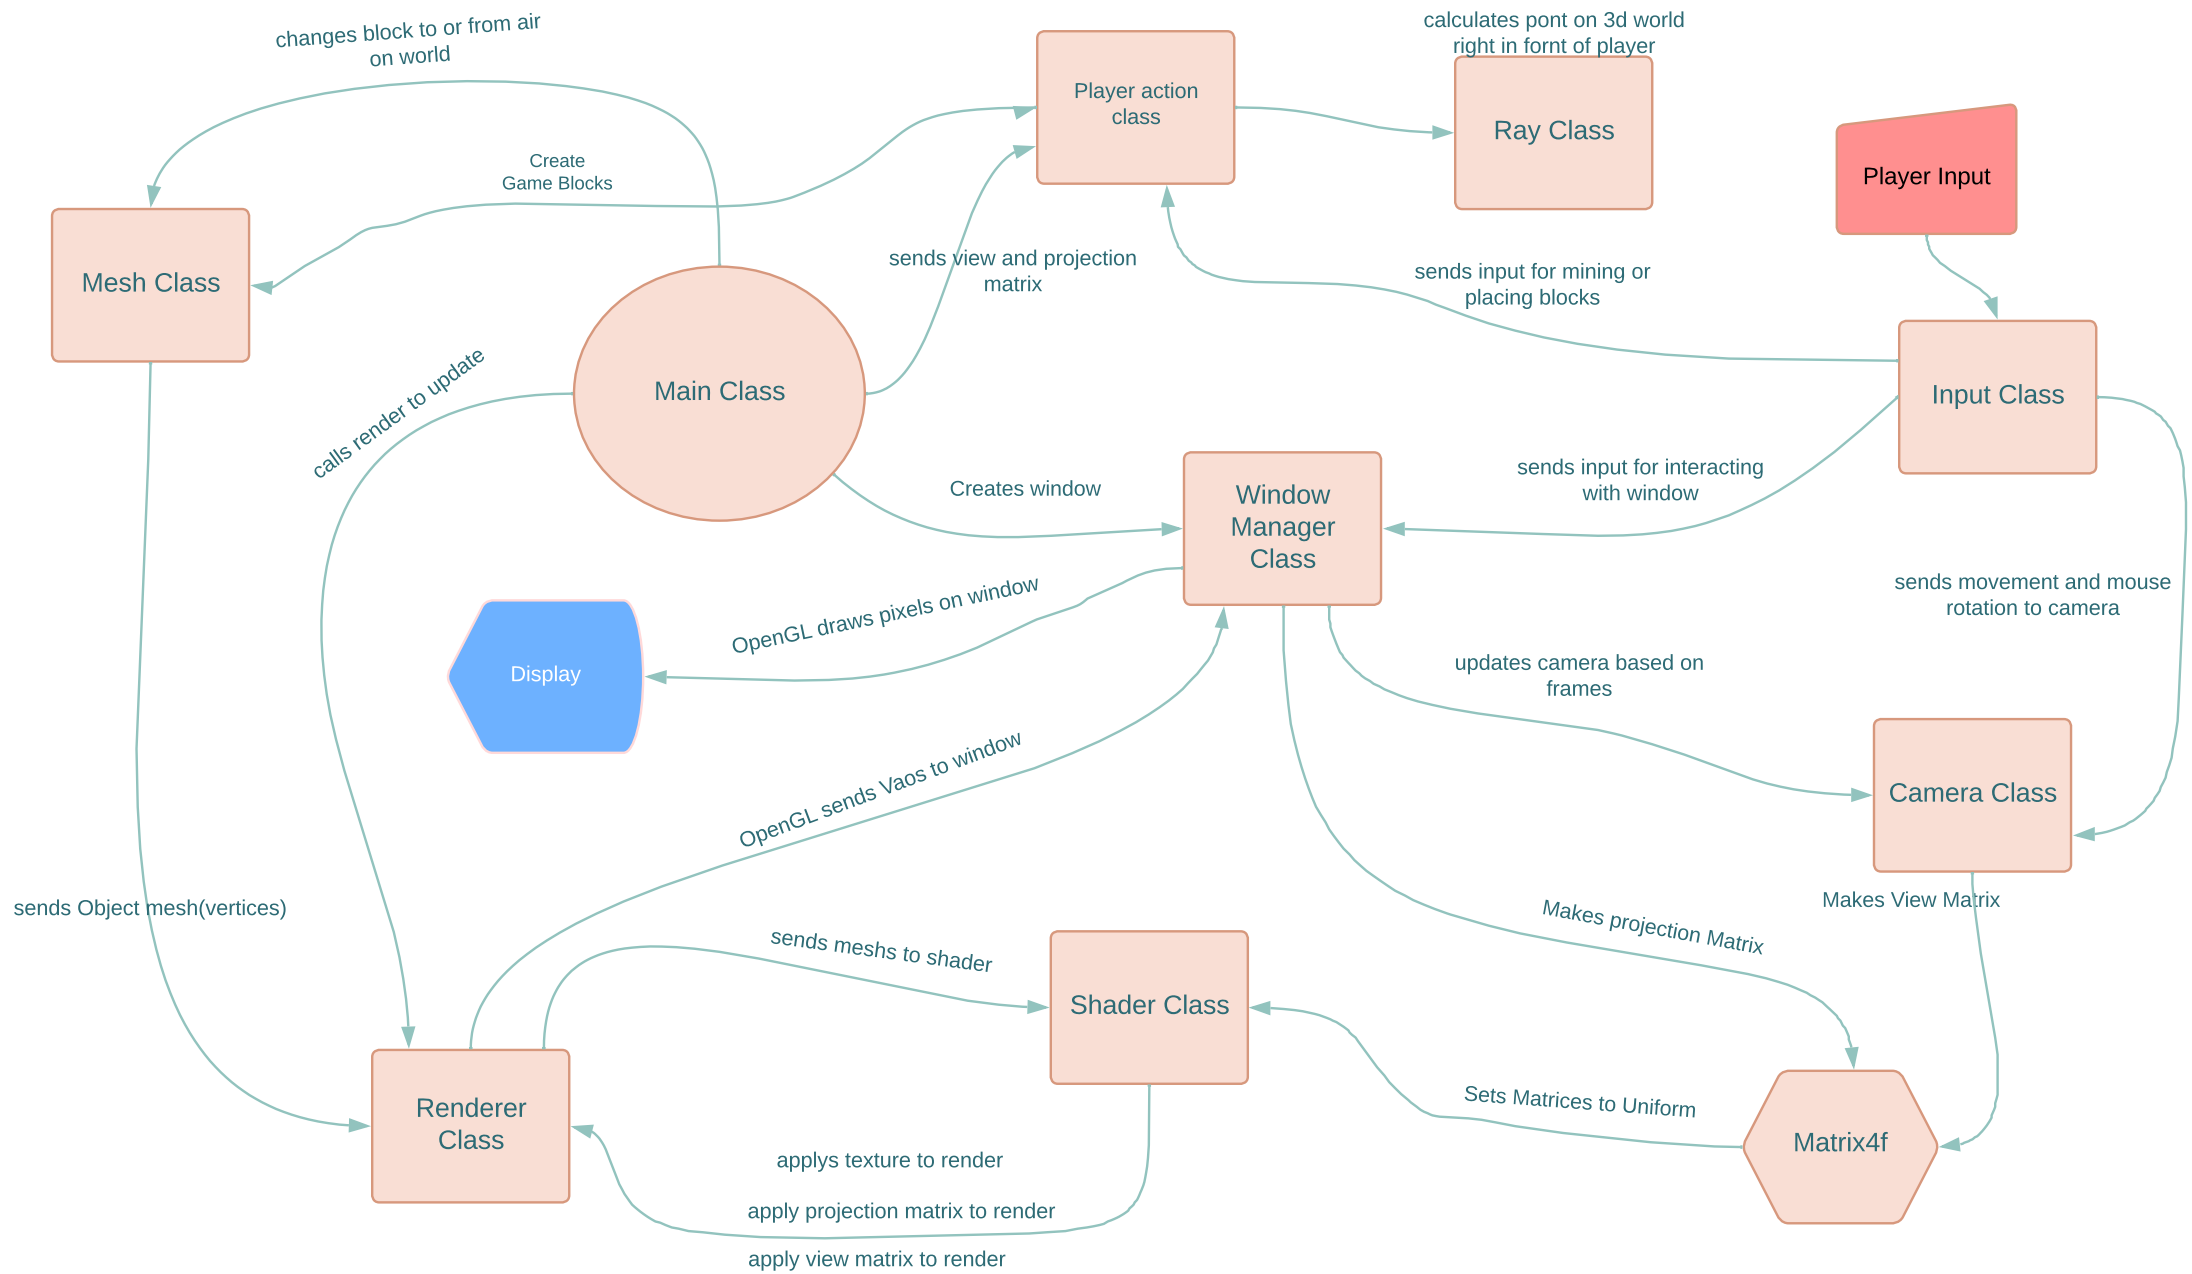 changes block to or from air
on world
calculates pont on 3d world
right in fornt of player
Player action
class
Ray Class
Player Input
Create
Game Blocks
Mesh Class
sends view and projection
matrix
sends input for mining or
placing blocks
Main Class
Input Class
calls render to update
Creates window
Window
Manager
Class
sends input for interacting
with window
OpenGL draws pixels on window
sends movement and mouse
rotation to camera
Display
updates camera based on
frames
OpenGL sends Vaos to window
Camera Class
sends Object mesh(vertices)
Makes View Matrix
Makes projection Matrix
sends meshs to shader
Shader Class
Renderer
Class
Sets Matrices to Uniform
Matrix4f
applys texture to render
apply projection matrix to render
apply view matrix to render